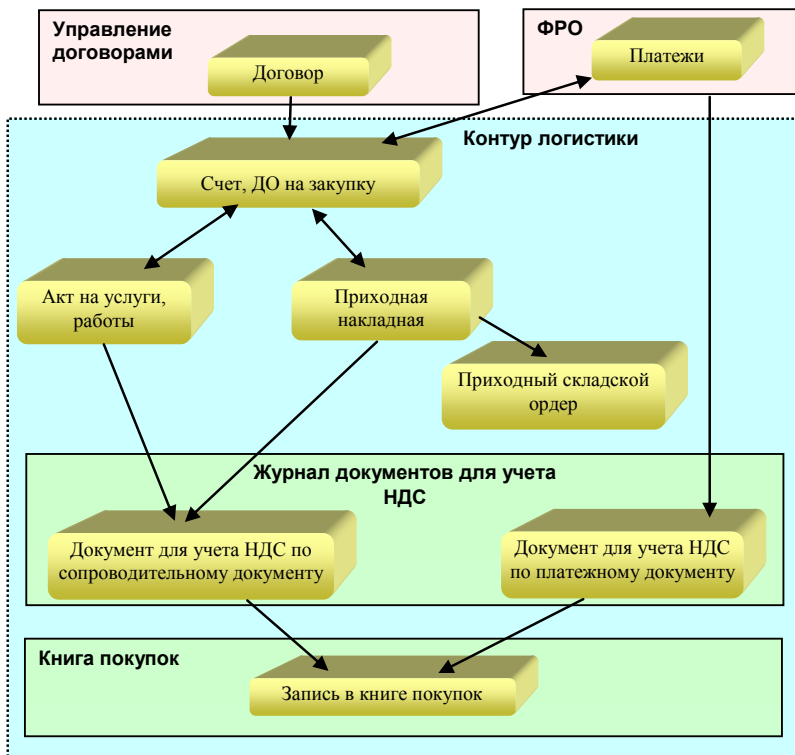 Управление
договорами
Договор
ФРО
Платежи
Контур логистики
Счет, ДО на закупку
Акт на услуги,
работы
Приходная
накладная
Приходный складской
ордер
Журнал документов для учета
НДС
Документ для учета НДС по
сопроводительному документу
Документ для учета НДС
по платежному документу
Книга покупок
Запись в книге покупок